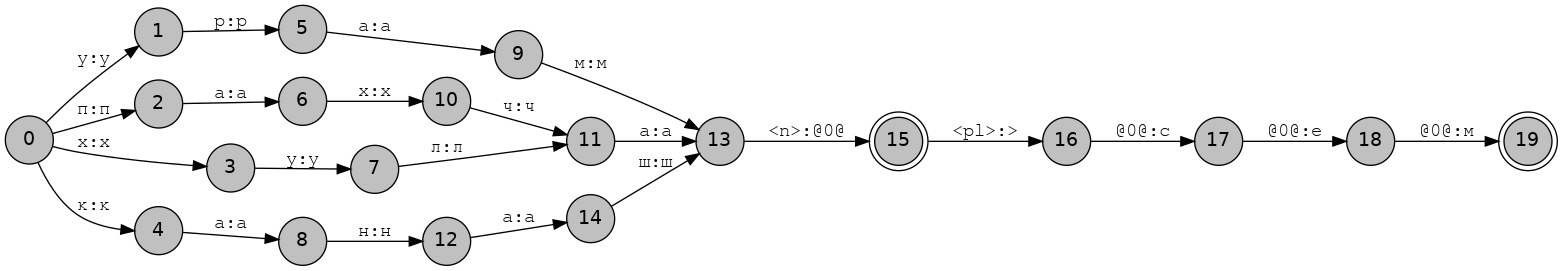 0
1
2
3
4
5
6
7
8
9
10
11
12
13
14
15
16
17
18
19
у:у
п:п
х:х
к:к
р:р
а:а
у:у
а:а
а:а
х:х
н:н
м:м
ч:ч
л:л
а:а
а:а
ш:ш
<n>:@0@
<pl>:>
@0@:с
@0@:е
@0@:м